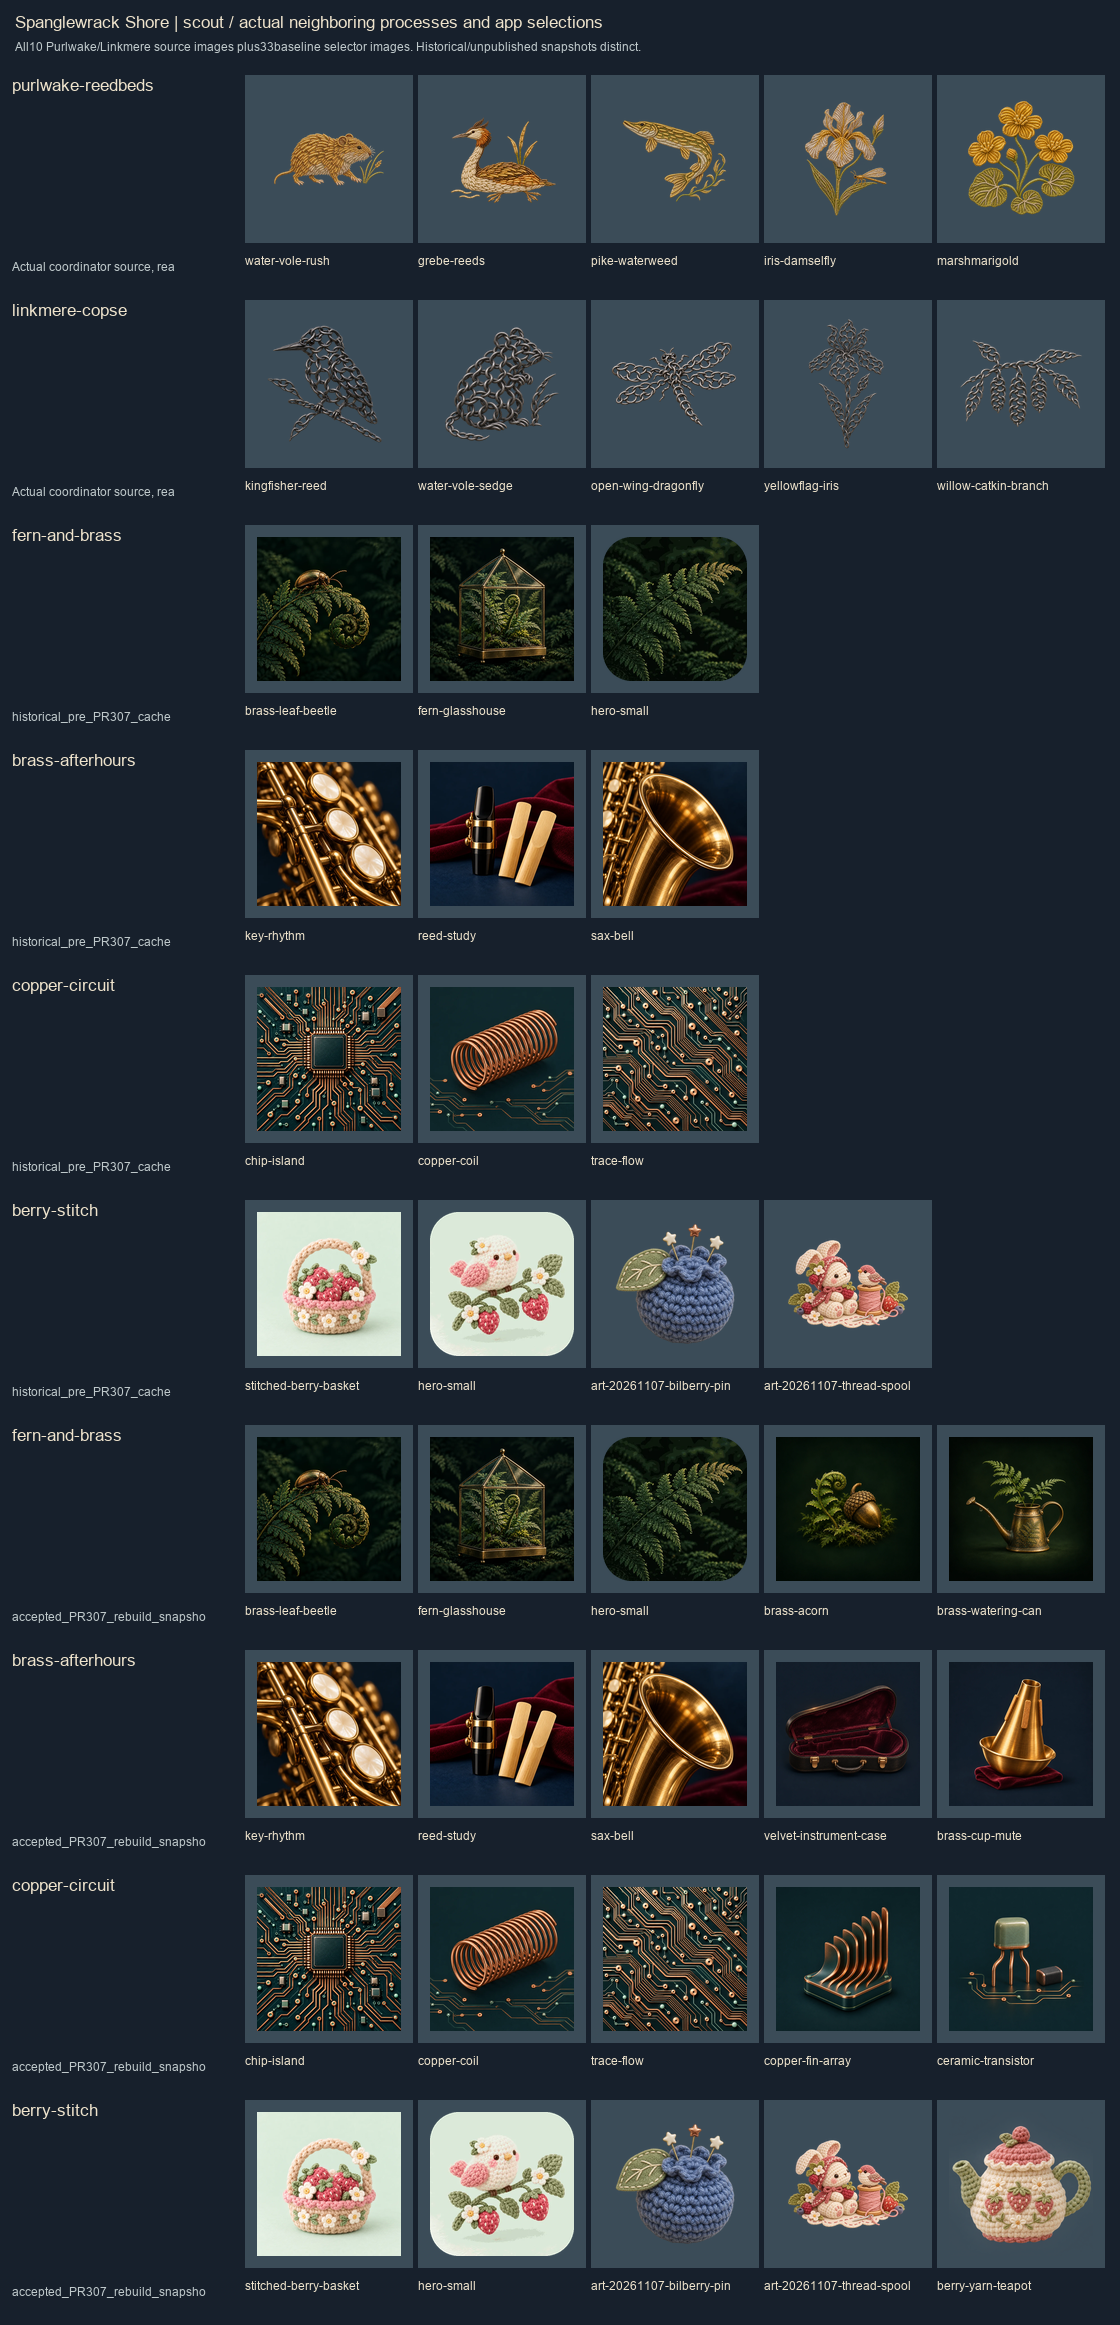 Spanglewrack Shore | scout / actual neighboring processes and app selections
All10 Purlwake/Linkmere source images plus33baseline selector images. Historical/unpublished snapshots distinct.
purlwake-reedbeds
Actual coordinator source, rea
water-vole-rush
grebe-reeds
pike-waterweed
iris-damselfly
marshmarigold
linkmere-copse
Actual coordinator source, rea
kingfisher-reed
water-vole-sedge
open-wing-dragonfly
yellowflag-iris
willow-catkin-branch
fern-and-brass
historical_pre_PR307_cache
brass-leaf-beetle
fern-glasshouse
hero-small
brass-afterhours
historical_pre_PR307_cache
key-rhythm
reed-study
sax-bell
copper-circuit
historical_pre_PR307_cache
chip-island
copper-coil
trace-flow
berry-stitch
historical_pre_PR307_cache
stitched-berry-basket
hero-small
art-20261107-bilberry-pin
art-20261107-thread-spool
fern-and-brass
accepted_PR307_rebuild_snapsho
brass-leaf-beetle
fern-glasshouse
hero-small
brass-acorn
brass-watering-can
brass-afterhours
accepted_PR307_rebuild_snapsho
key-rhythm
reed-study
sax-bell
velvet-instrument-case
brass-cup-mute
copper-circuit
accepted_PR307_rebuild_snapsho
chip-island
copper-coil
trace-flow
copper-fin-array
ceramic-transistor
berry-stitch
accepted_PR307_rebuild_snapsho
stitched-berry-basket
hero-small
art-20261107-bilberry-pin
art-20261107-thread-spool
berry-yarn-teapot